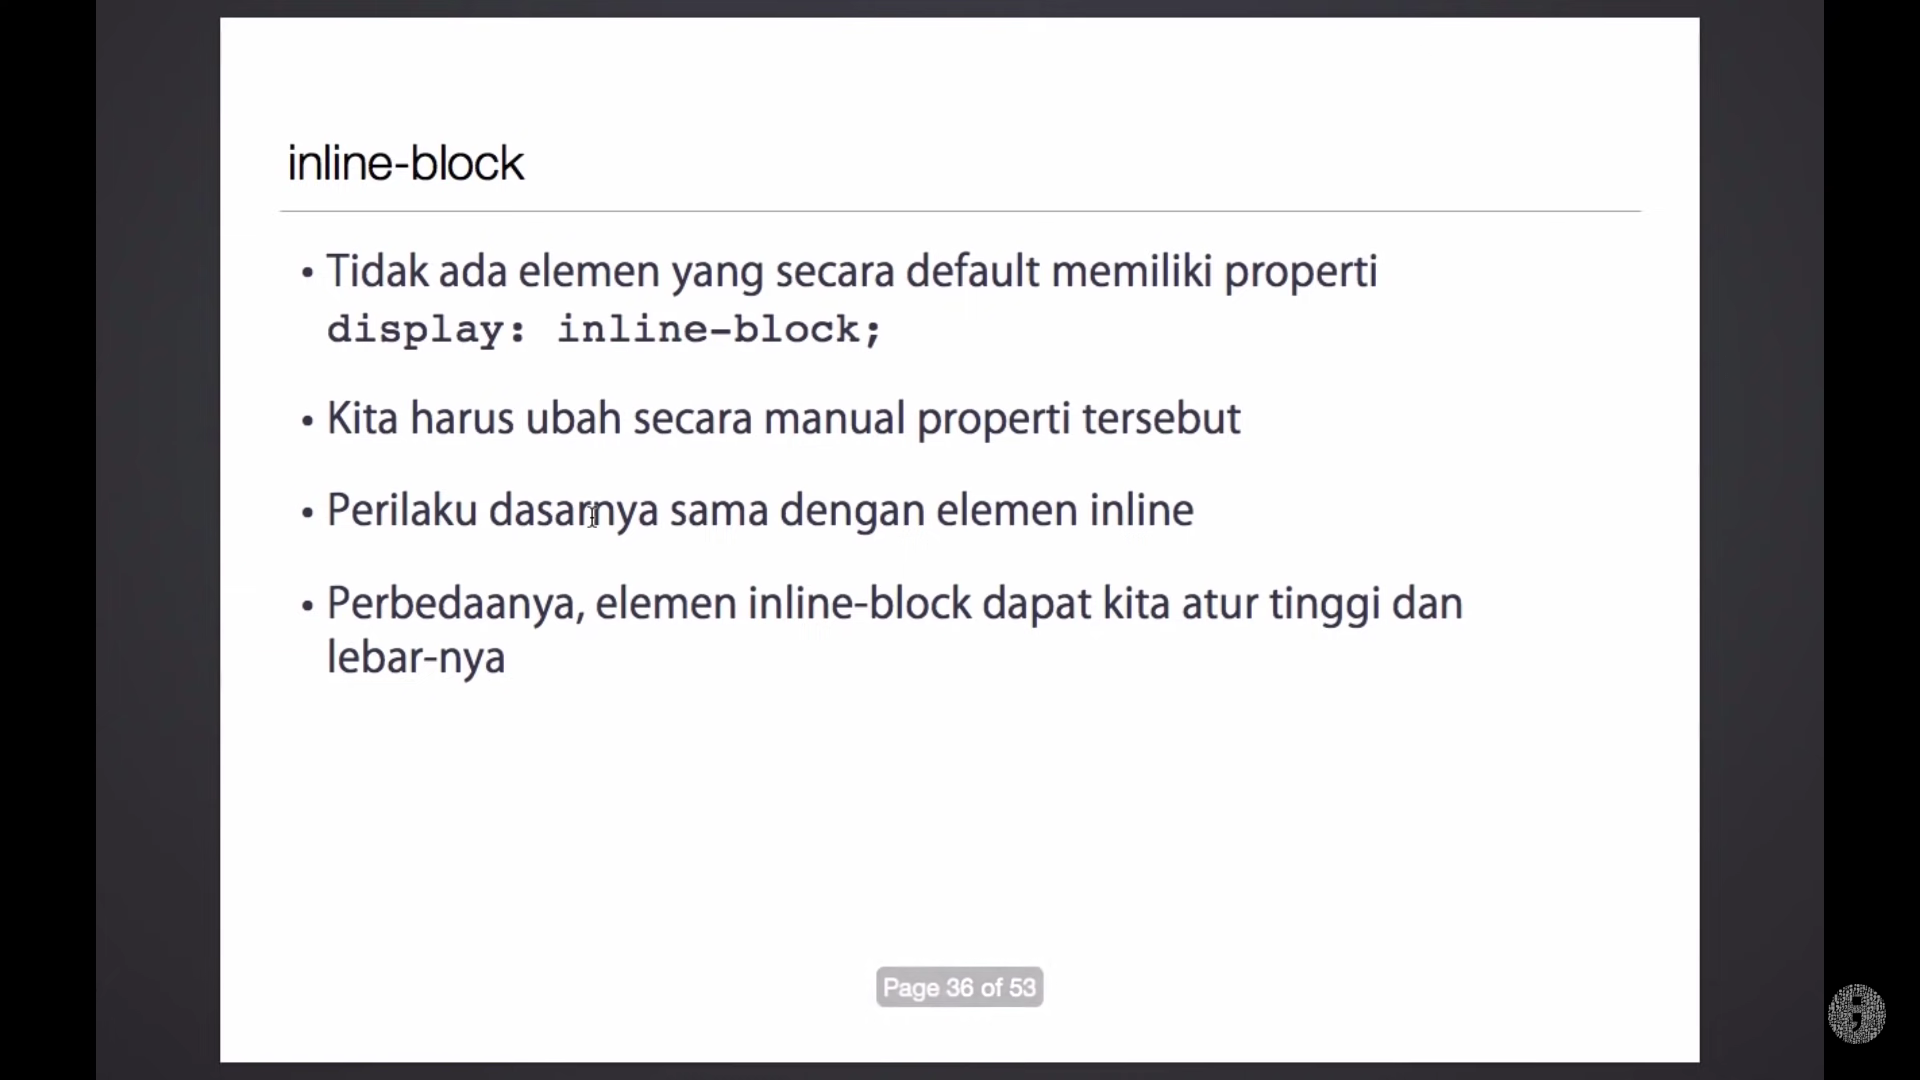 inline-block
• Tidak ada elemen yang secara default memiliki properti
display: inline-block;
• Kita harus ubah secara manual properti tersebut
• Perilaku dasarnya sama dengan elemen inline
• Perbedaanya, elemen inline-block dapat kita atur tinggi dan
lebar-nya
Page 36 of 53